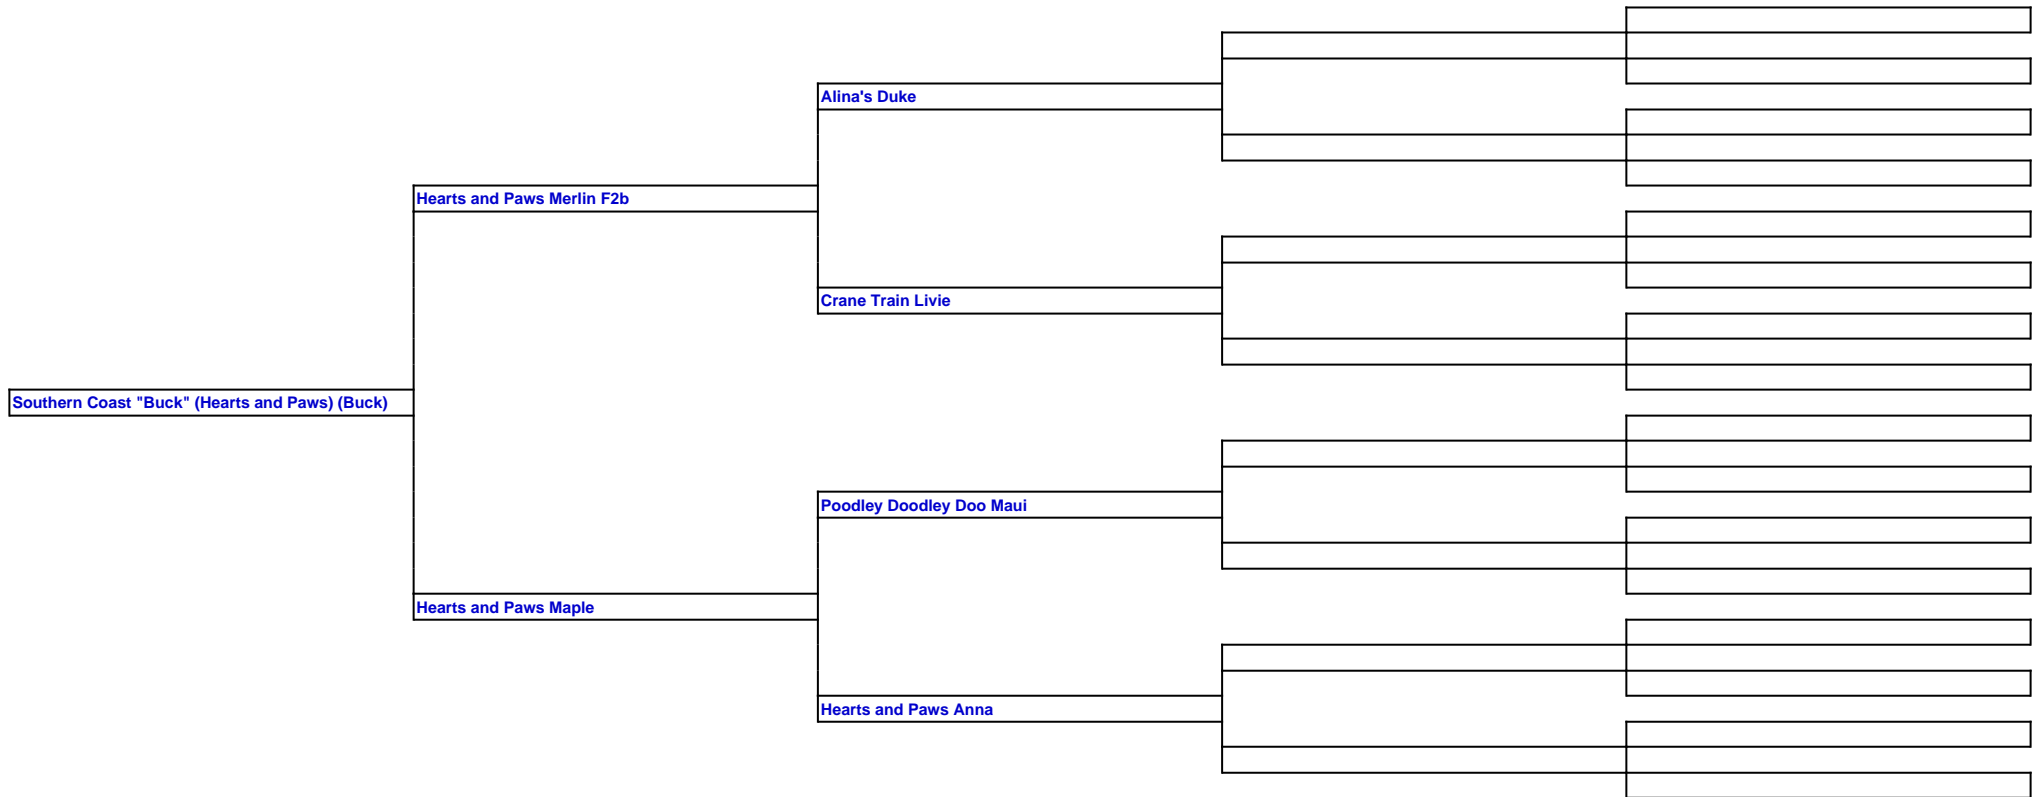 Alina's Duke
Hearts and Paws Merlin F2b
Crane Train Livie
Southern Coast "Buck" (Hearts and Paws) (Buck)
Poodley Doodley Doo Maui
Hearts and Paws Maple
Hearts and Paws Anna